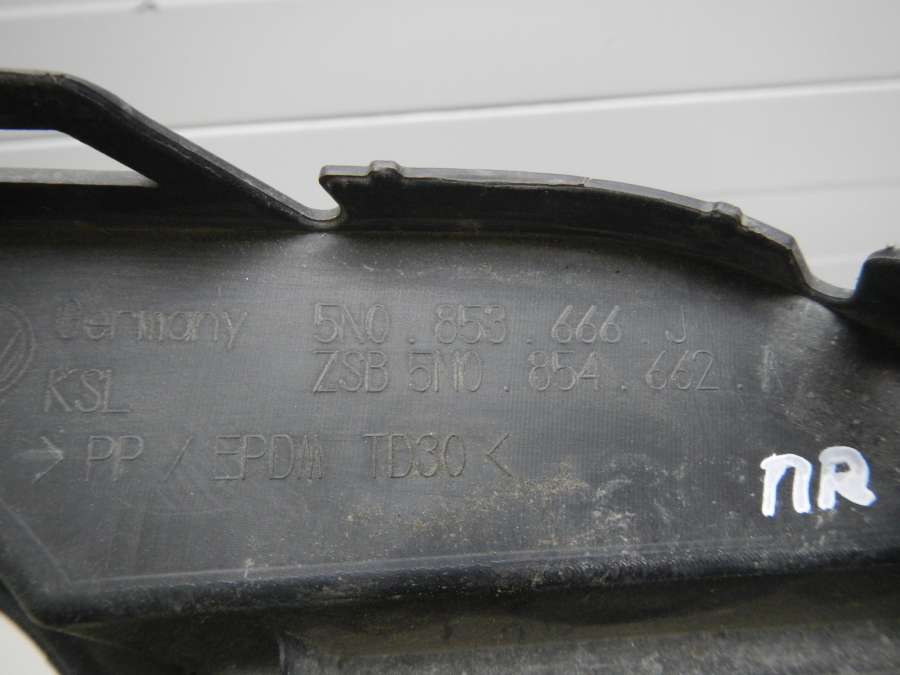 Germany 5N0.853.666 J
KSL ZSB 5N0.854.662.
>PP / EPDM TD30<
ПR